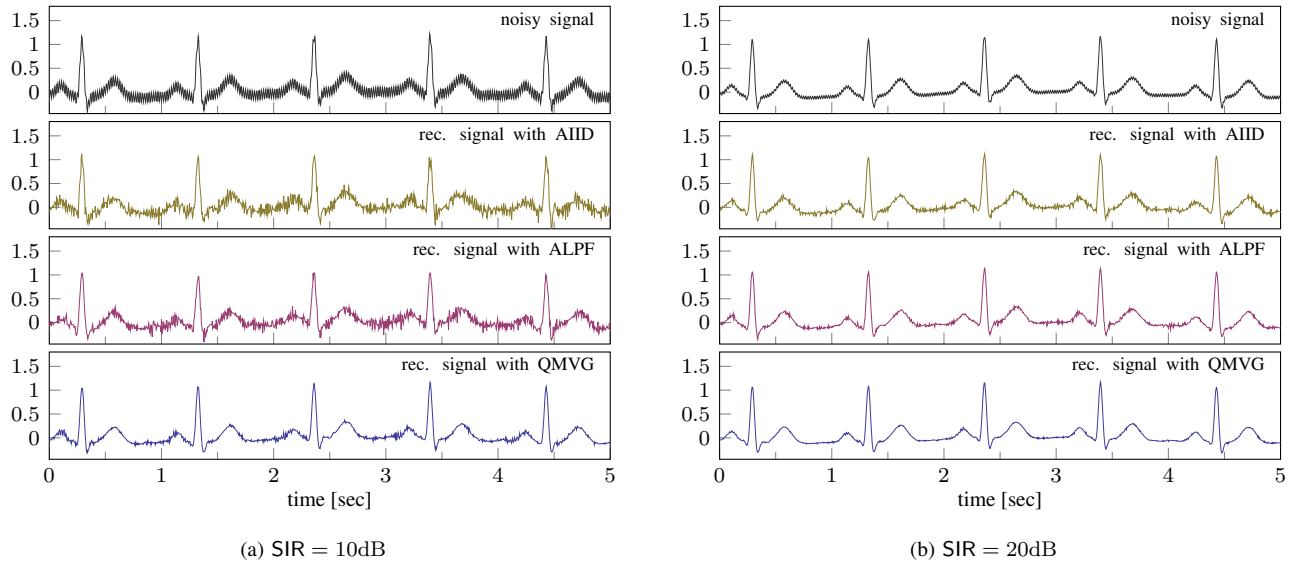 1.5
1
0.5
0
noisy signal
1.5
1
0.5
0
rec. signal with AIID
1.5
1
0.5
0
rec. signal with ALPF
1.5
1
0.5
0
rec. signal with QMVG
0 1 2 3 4 5
time [sec]
(a) SIR = 10dB
1.5
1
0.5
0
noisy signal
1.5
1
0.5
0
rec. signal with AIID
1.5
1
0.5
0
rec. signal with ALPF
1.5
1
0.5
0
rec. signal with QMVG
0 1 2 3 4 5
time [sec]
(b) SIR = 20dB